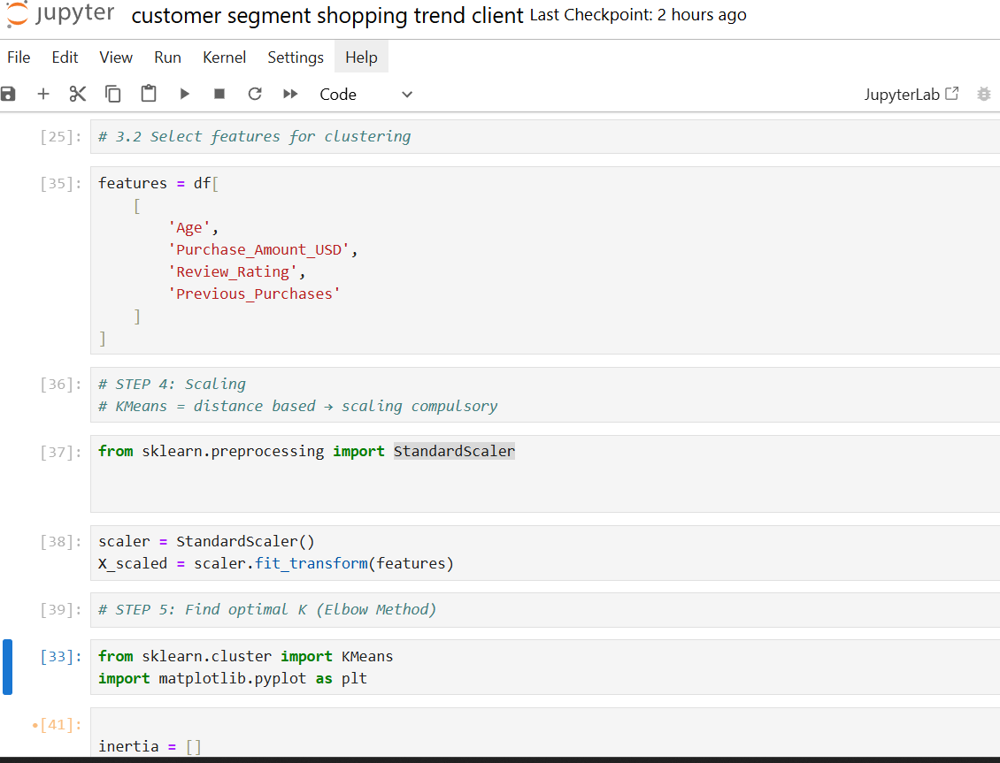 jupyter customer segment shopping trend client Last Checkpoint: 2 hours ago
File Edit View Run Kernel Settings Help
Code JupyterLab
[25]: # 3.2 Select features for clustering
[35]: features = df[
[
'Age',
'Purchase_Amount_USD',
'Review_Rating',
'Previous_Purchases'
]
]
[36]: # STEP 4: Scaling
# KMeans = distance based → scaling compulsory
[37]: from sklearn.preprocessing import StandardScaler
[38]: scaler = StandardScaler()
X_scaled = scaler.fit_transform(features)
[39]: # STEP 5: Find optimal K (Elbow Method)
[33]: from sklearn.cluster import KMeans
import matplotlib.pyplot as plt
•[41]:
inertia = []